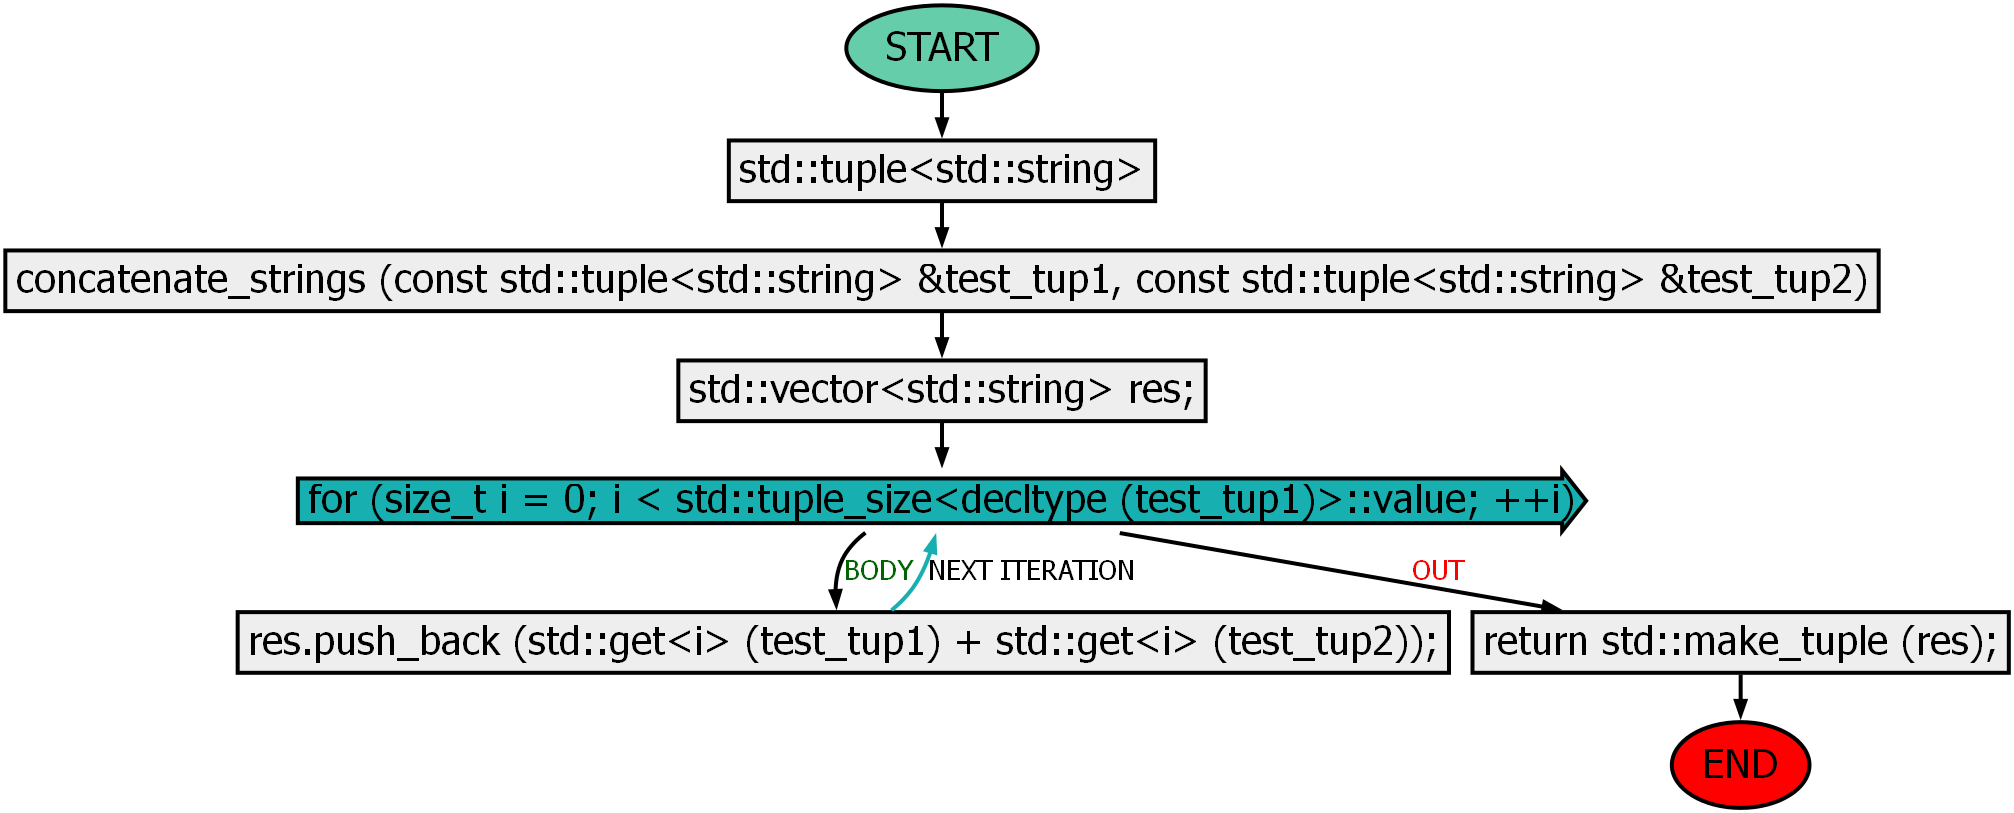 START
std::tuple<std::string>
concatenate_strings (const std::tuple<std::string> &test_tup1, const std::tuple<std::string> &test_tup2)
std::vector<std::string> res;
for (size_t i = 0; i < std::tuple_size<decltype (test_tup1)>::value; ++i)
BODY
NEXT ITERATION
OUT
res.push_back (std::get<i> (test_tup1) + std::get<i> (test_tup2));
return std::make_tuple (res);
END